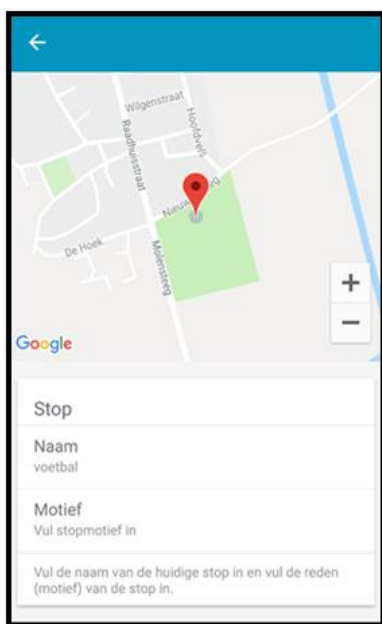 Wilgenstraat
Raadhuisstraat
Hoofdvelt
De Hoek
Molensteeg
+
−
Google
Stop
Naam
voetbal
Motief
Vul stopmotief in
Vul de naam van de huidige stop in en vul de reden
(motief) van de stop in.